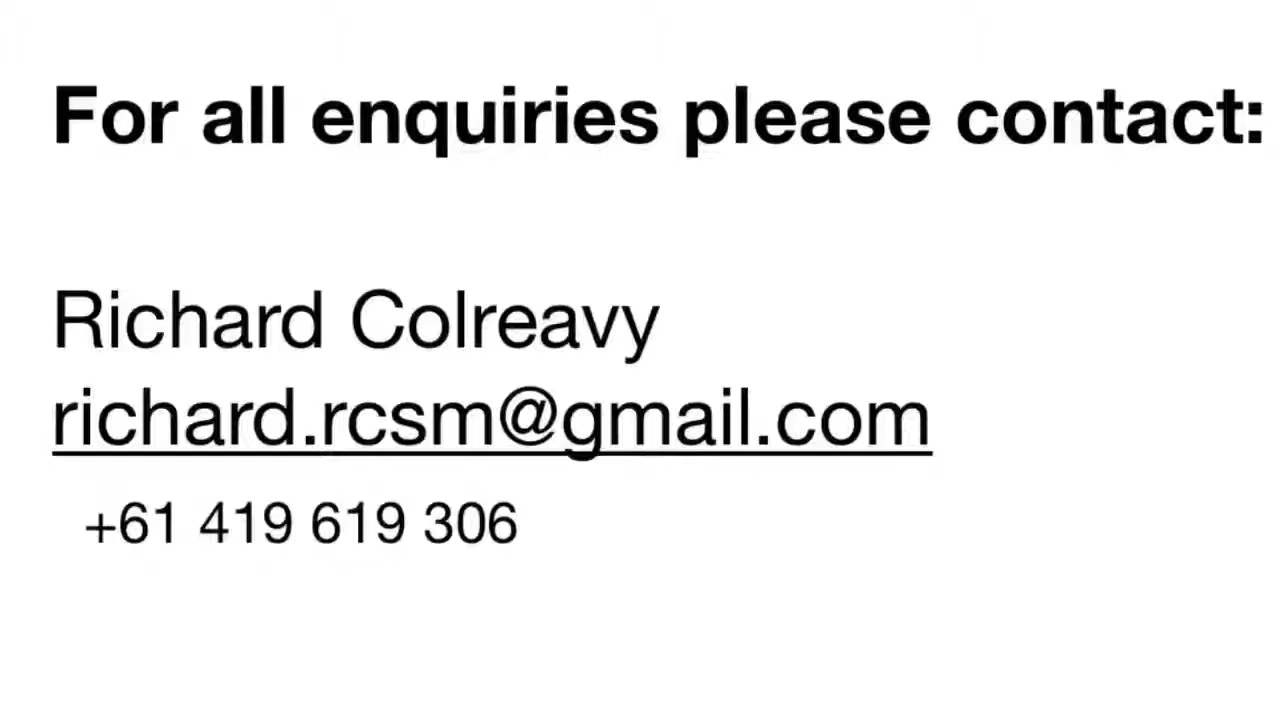 For all enquiries please contact:
Richard Colreavy
richard.rcsm@gmail.com
+61 419 619 306